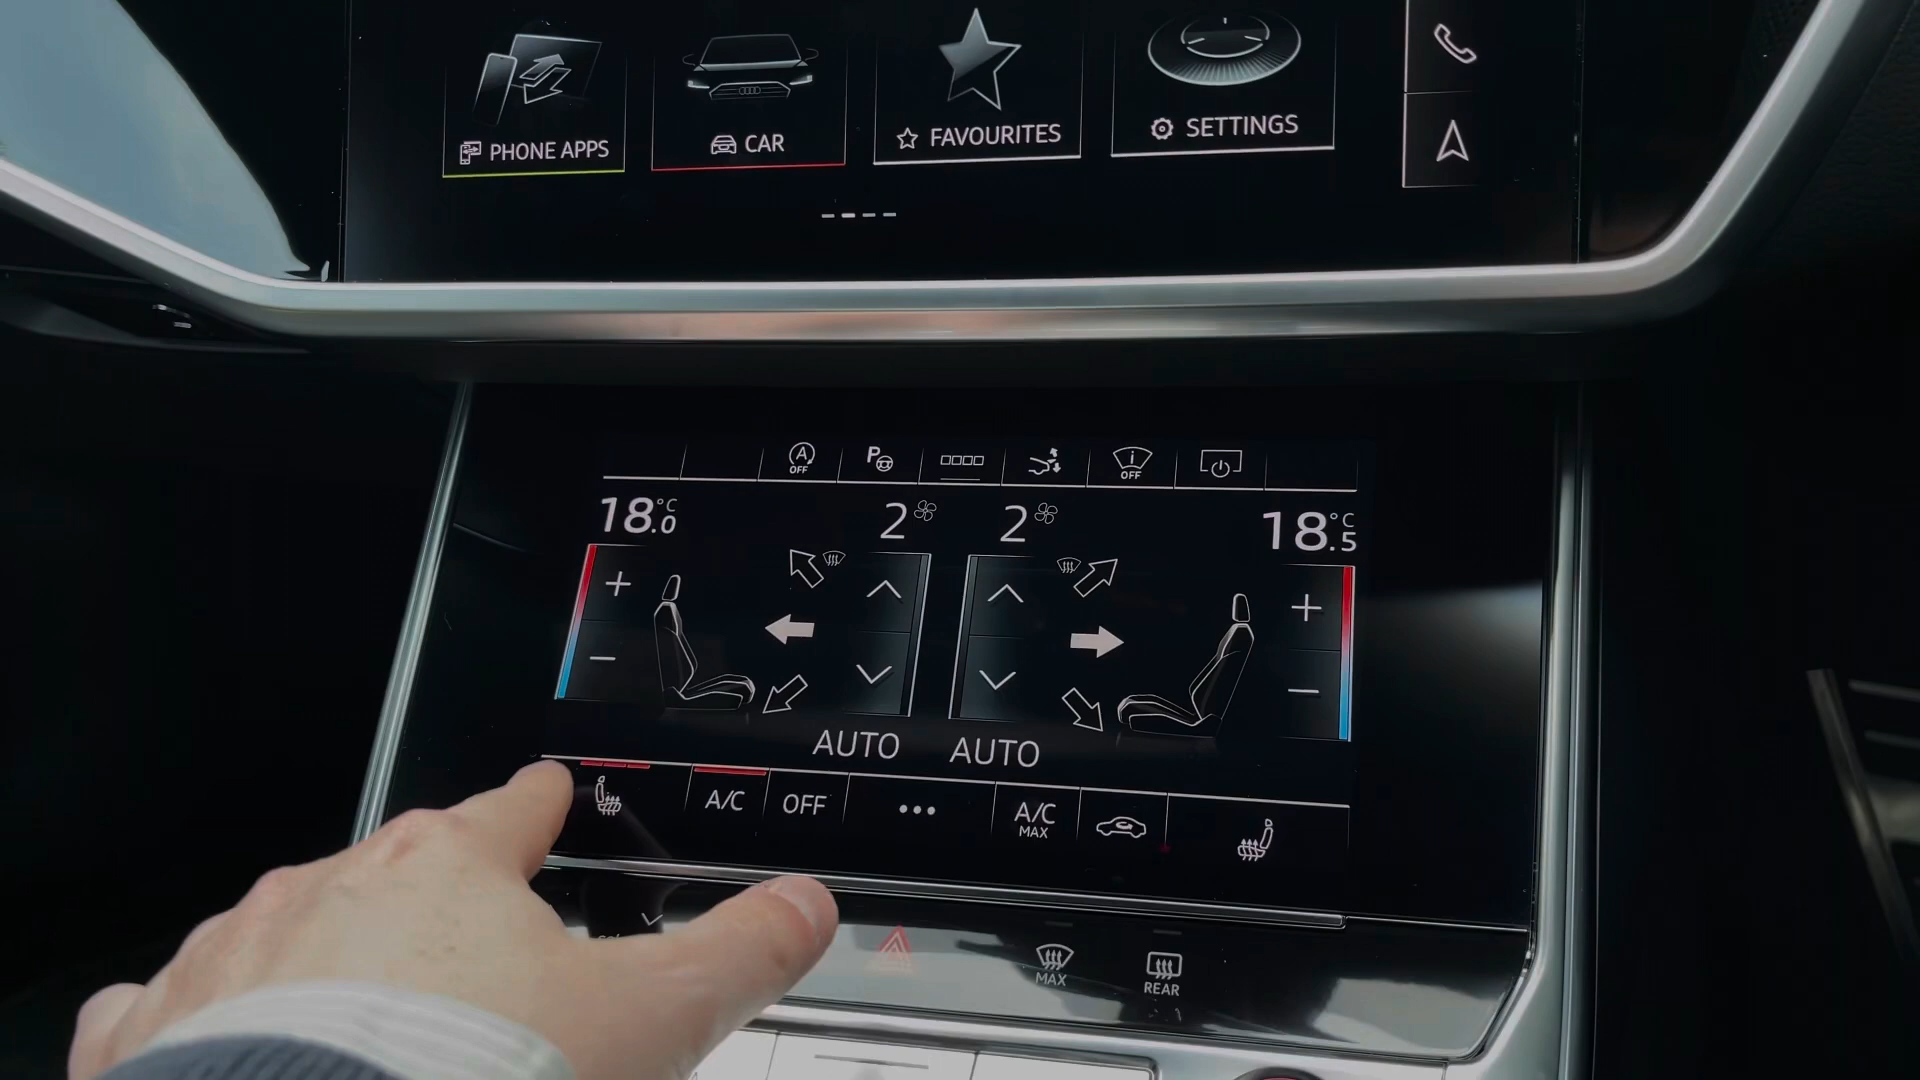 PHONE APPS
CAR
FAVOURITES
SETTINGS
A OFF
P
i OFF
18.0 °C
2
2
18.5 °C
AUTO
AUTO
A/C
OFF
A/C MAX
MAX
REAR